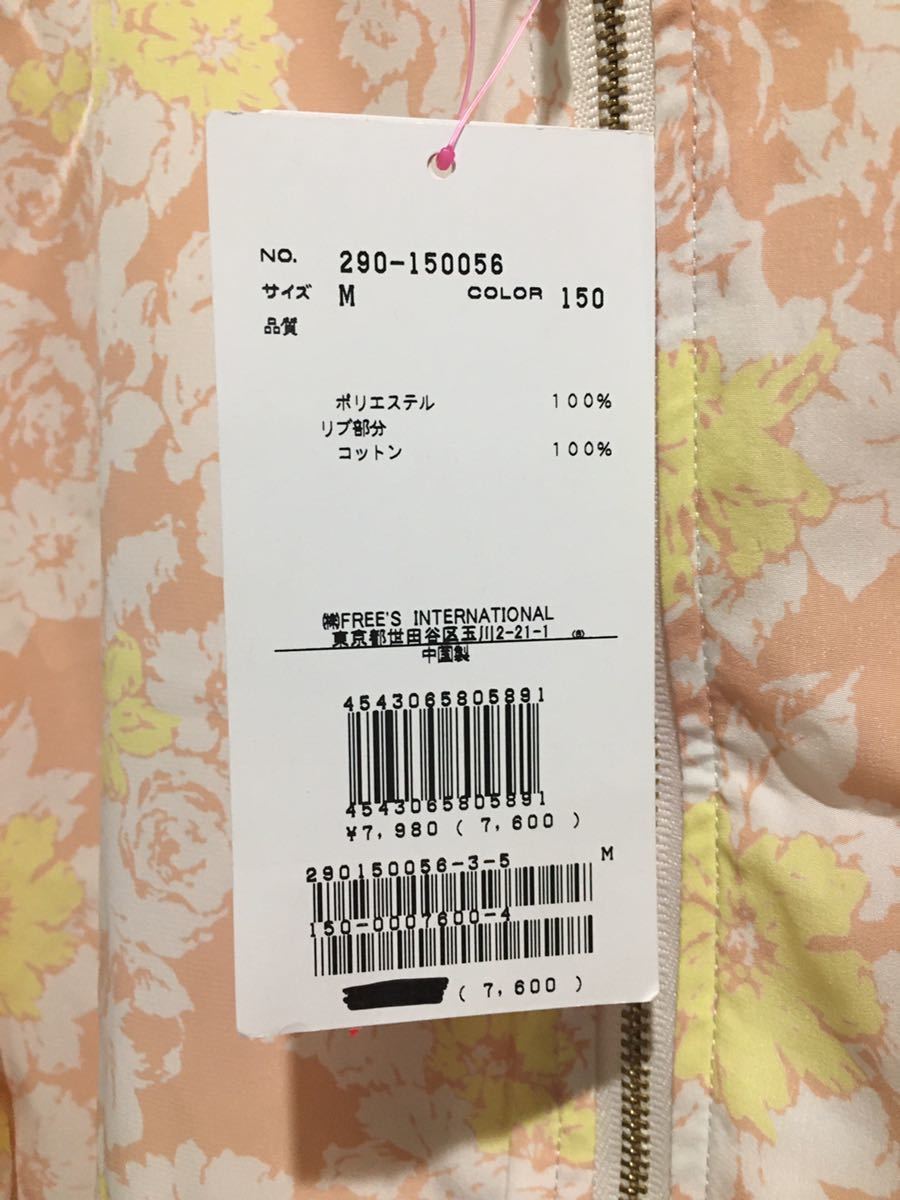 NO. 290-150056
サイズ M COLOR 150
品質
ポリエステル 100%
リブ部分
コットン 100%
㈱FREE'S INTERNATIONAL
東京都世田谷区玉川2-21-1
中国製
4543065805891
4543065805891
¥7,980 ( 7,600 )
290150056-3-5 M
150-0007600-4
( 7,600 )